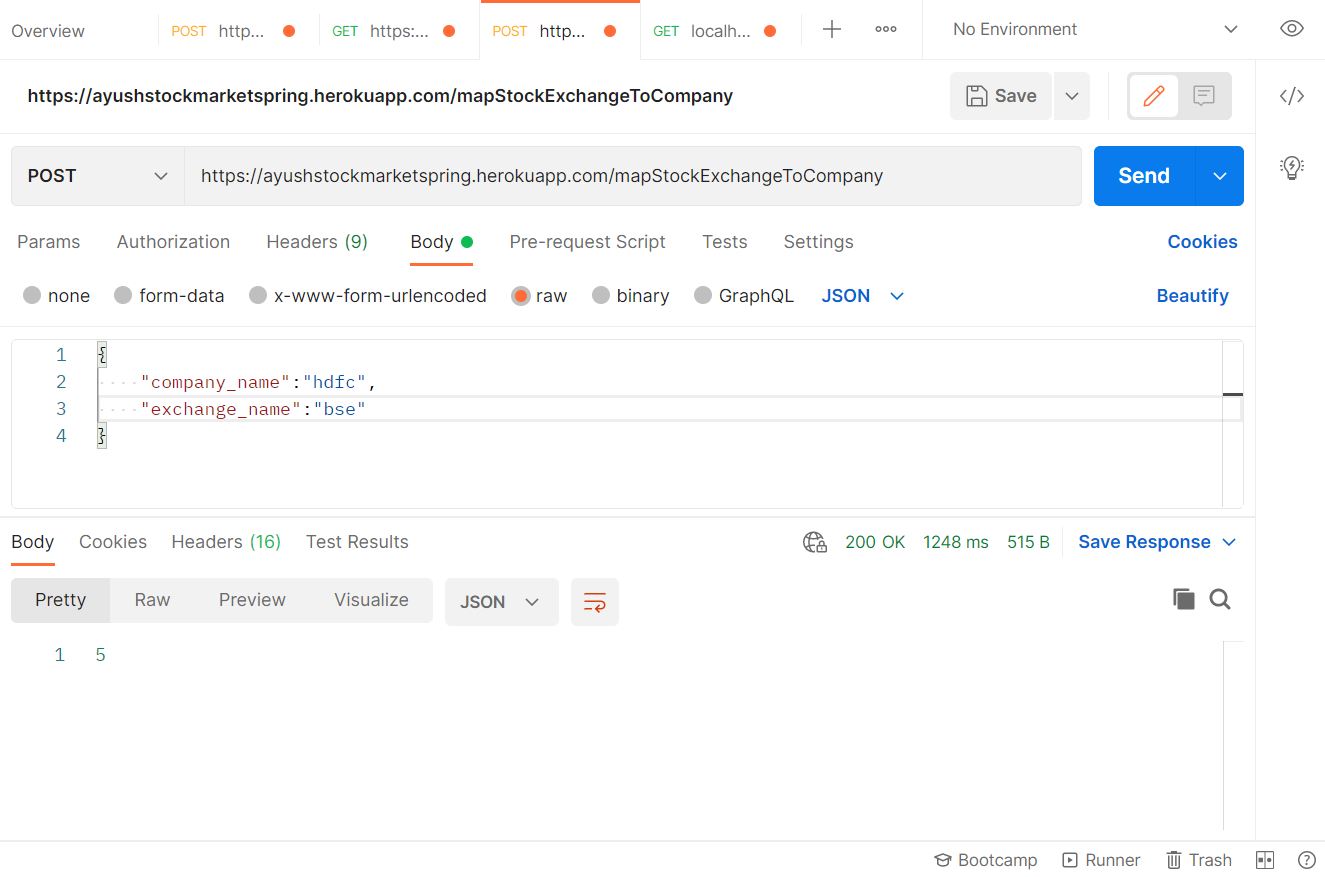 Overview POST http... GET https:... POST http... GET localh... No Environment
https://ayushstockmarketspring.herokuapp.com/mapStockExchangeToCompany Save
POST https://ayushstockmarketspring.herokuapp.com/mapStockExchangeToCompany Send
Params Authorization Headers (9) Body Pre-request Script Tests Settings Cookies
none form-data x-www-form-urlencoded raw binary GraphQL JSON Beautify
1 {
2 "company_name":"hdfc",
3 "exchange_name":"bse"
4 }
Body Cookies Headers (16) Test Results 200 OK 1248 ms 515 B Save Response
Pretty Raw Preview Visualize JSON
1 5
Bootcamp Runner Trash